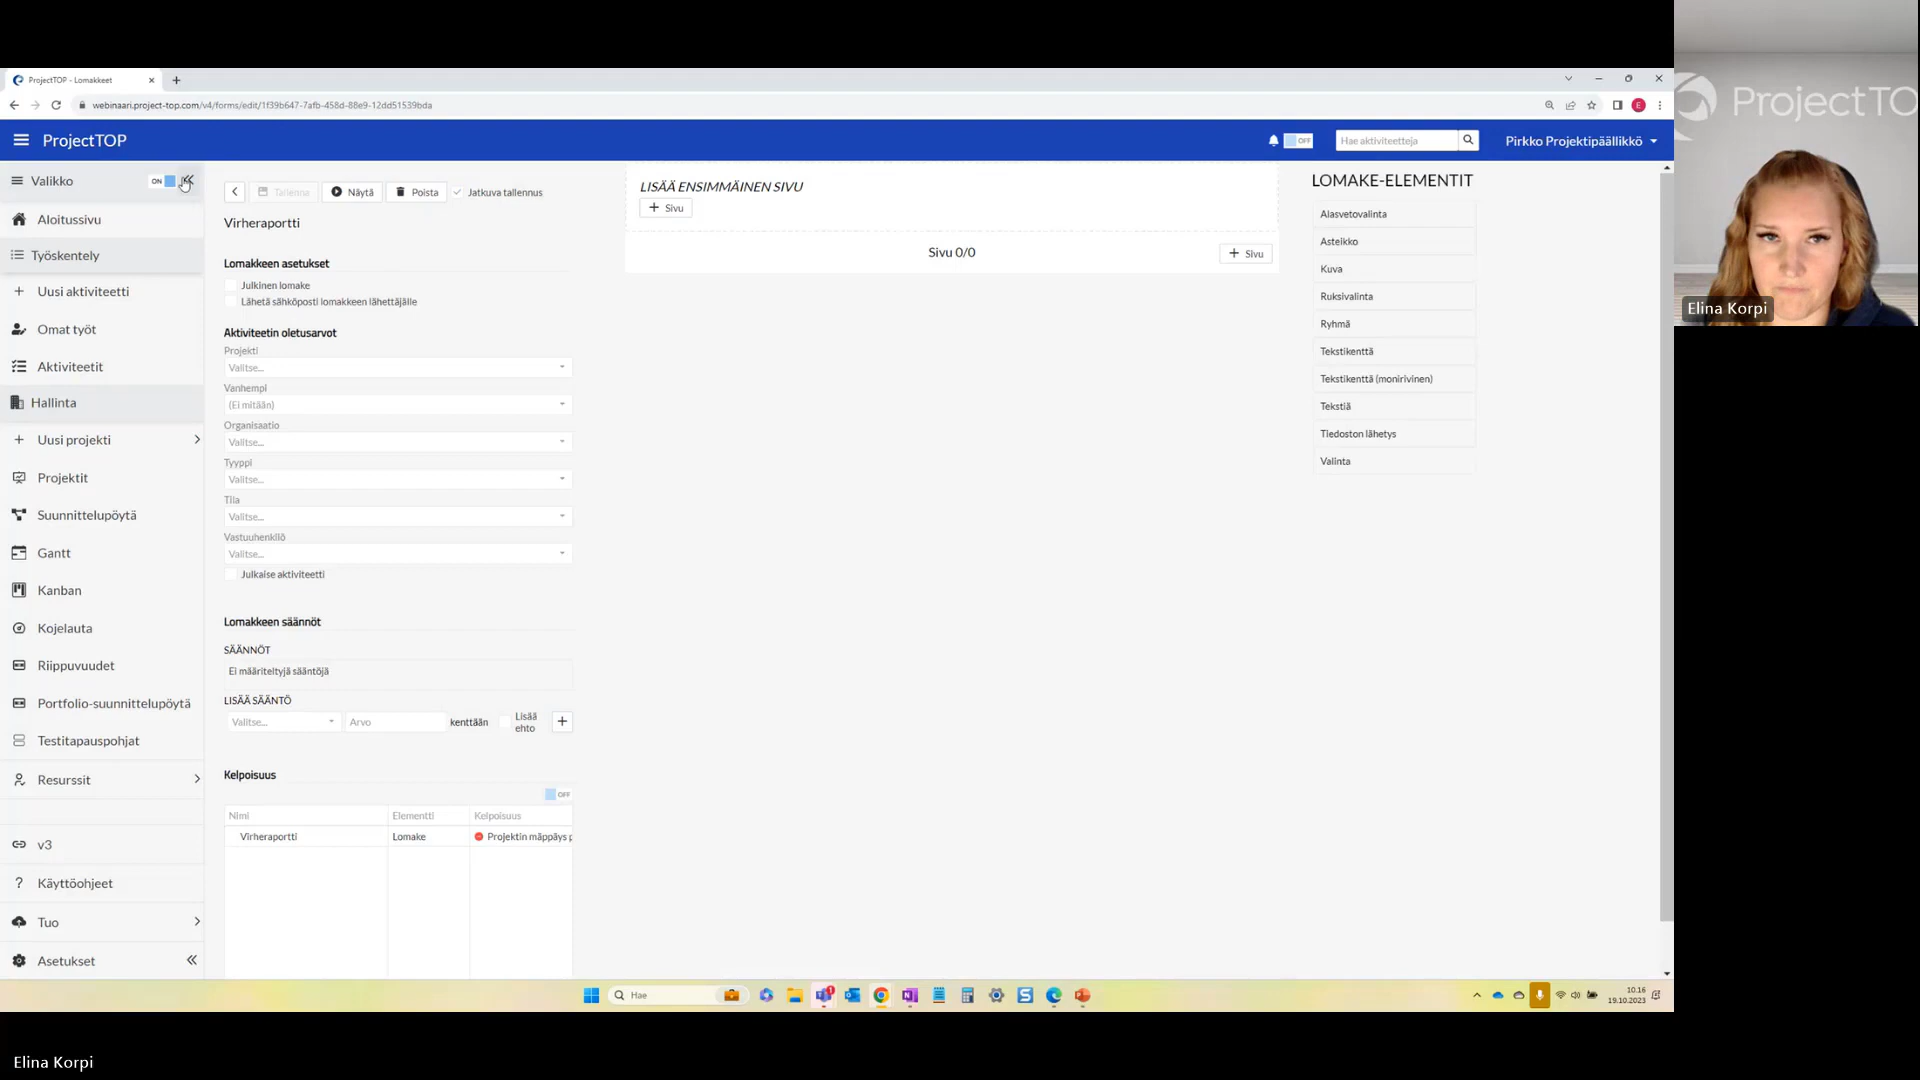 ProjectTOP - Lomakkeet
webinaari.project-top.com/v4/forms/edit/1f39b647-7afb-458d-88e9-12dd51539bda
ProjectTOP
OFF
Hae aktiviteetteja
Pirkko Projektipäällikkö
Valikko
ON
Aloitussivu
Työskentely
Uusi aktiviteetti
Omat työt
Aktiviteetit
Hallinta
Uusi projekti
Projektit
Suunnittelupöytä
Gantt
Kanban
Kojelauta
Riippuvuudet
Portfolio-suunnittelupöytä
Testitapauspohjat
Resurssit
v3
Käyttöohjeet
Tuo
Asetukset
Tallenna
Näytä
Poista
Jatkuva tallennus
Virheraportti
Lomakkeen asetukset
Julkinen lomake
Lähetä sähköposti lomakkeen lähettäjälle
Aktiviteetin oletusarvot
Projekti
Valitse...
Vanhempi
(Ei mitään)
Organisaatio
Valitse...
Tyyppi
Valitse...
Tila
Valitse...
Vastuuhenkilö
Valitse...
Julkaise aktiviteetti
Lomakkeen säännöt
SÄÄNNÖT
Ei määriteltyjä sääntöjä
LISÄÄ SÄÄNTÖ
Valitse...
Arvo
kenttään
Lisää
ehto
Kelpoisuus
OFF
Nimi
Elementti
Kelpoisuus
Virheraportti
Lomake
Projektin mäppäys p
LISÄÄ ENSIMMÄINEN SIVU
Sivu
Sivu 0/0
Sivu
LOMAKE-ELEMENTIT
Alasvetovalinta
Asteikko
Kuva
Ruksivalinta
Ryhmä
Tekstikenttä
Tekstikenttä (monirivinen)
Tekstiä
Tiedoston lähetys
Valinta
Hae
10.16
19.10.2023
ProjectTO
Elina Korpi
Elina Korpi